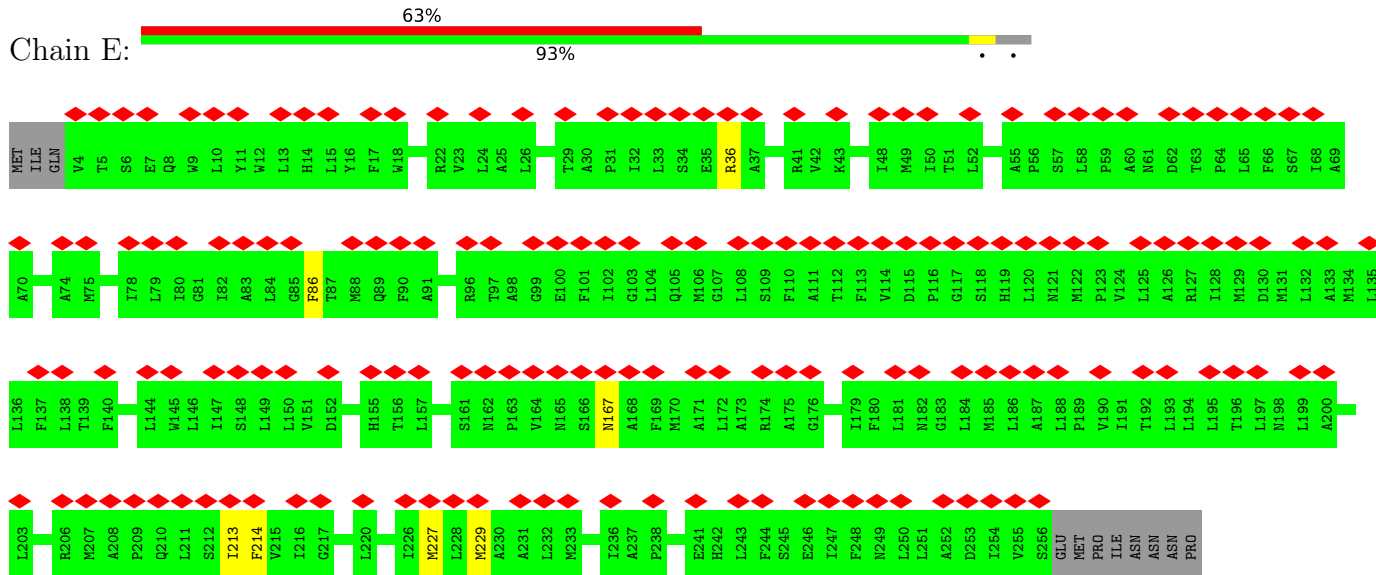 63%
Chain E:
93%
• •
MET ILE GLN V4 T5 S6 E7 Q8 W9 L10 Y11 W12 L13 H14 L15 Y16 F17 W18 R22 V23 L24 A25 L26 T29 A30 P31 I32 L33 S34 E35 R36 A37 R41 V42 K43 I48 M49 I50 T51 L52 A55 P56 S57 L58 P59 A60 N61 D62 T63 P64 L65 F66 S67 I68 A69
A70 A74 M75 I78 L79 I80 G81 I82 A83 L84 G85 F86 T87 M88 Q89 F90 A91 R96 T97 A98 G99 E100 F101 I102 G103 L104 Q105 M106 G107 L108 S109 F110 A111 T112 F113 V114 D115 P116 G117 S118 H119 L120 N121 M122 P123 V124 L125 A126 R127 I128 M129 D130 M131 L132 A133 M134 L135
L136 F137 L138 T139 F140 L144 W145 L146 I147 S148 L149 L150 V151 D152 H155 T156 L157 S161 N162 P163 V164 N165 S166 N167 A168 F169 M170 A171 L172 A173 R174 A175 G176 I179 F180 L181 N182 G183 L184 M185 L186 A187 L188 P189 V190 I191 T192 L193 L194 L195 T196 L197 N198 L199 A200
L203 R206 M207 A208 P209 Q210 L211 S212 I213 F214 V215 I216 G217 L220 I226 M227 L228 M229 A230 A231 L232 M233 I236 A237 P238 E241 H242 L243 F244 S245 E246 I247 F248 N249 L250 L251 A252 D253 I254 V255 S256 GLU MET PRO ILE ASN ASN ASN PRO